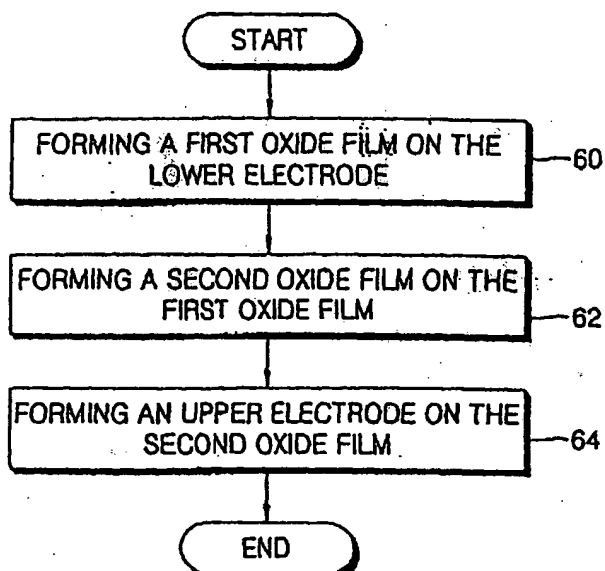 START
FORMING A FIRST OXIDE FILM ON THE
LOWER ELECTRODE
60
FORMING A SECOND OXIDE FILM ON THE
FIRST OXIDE FILM
62
FORMING AN UPPER ELECTRODE ON THE
SECOND OXIDE FILM
64
END